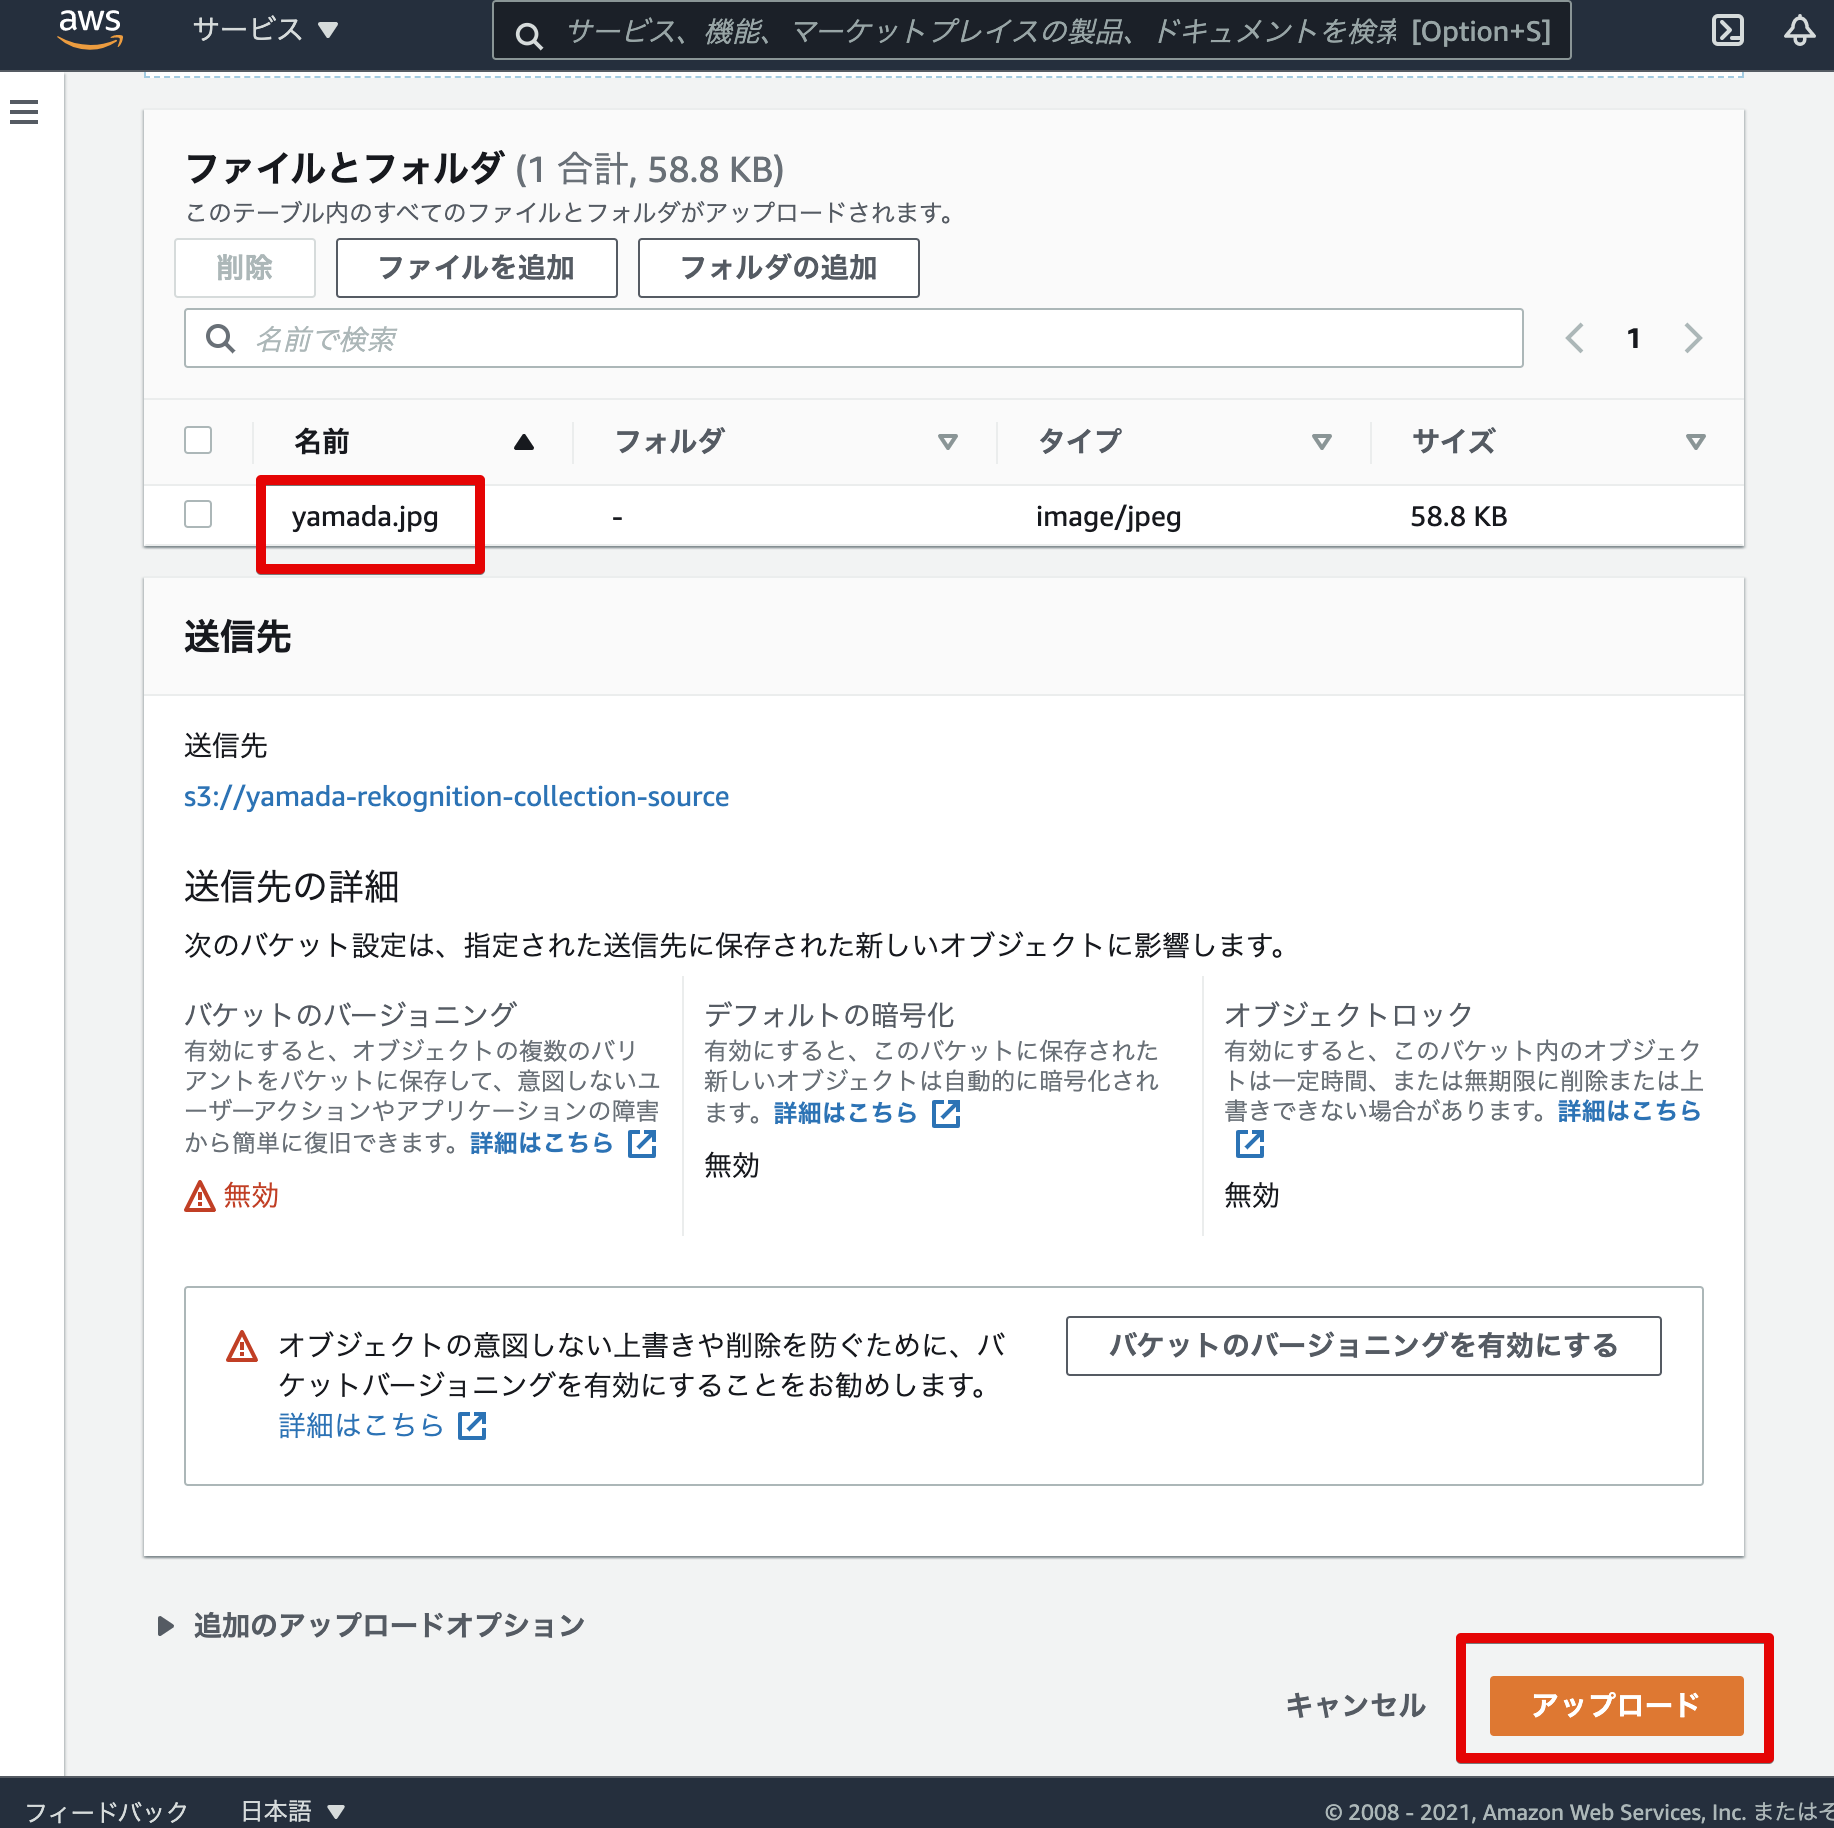 aws
サービス ▼
サービス、機能、マーケットプレイスの製品、ドキュメントを検索 [Option+S]
ファイルとフォルダ (1 合計, 58.8 KB)
このテーブル内のすべてのファイルとフォルダがアップロードされます。
削除
ファイルを追加
フォルダの追加
名前で検索
1
名前
フォルダ
タイプ
サイズ
yamada.jpg
-
image/jpeg
58.8 KB
送信先
送信先
s3://yamada-rekognition-collection-source
送信先の詳細
次のバケット設定は、指定された送信先に保存された新しいオブジェクトに影響します。
バケットのバージョニング
有効にすると、オブジェクトの複数のバリ
アントをバケットに保存して、意図しないユ
ーザーアクションやアプリケーションの障害
から簡単に復旧できます。詳細はこちら
無効
デフォルトの暗号化
有効にすると、このバケットに保存された
新しいオブジェクトは自動的に暗号化され
ます。詳細はこちら
無効
オブジェクトロック
有効にすると、このバケット内のオブジェク
トは一定時間、または無期限に削除または上
書きできない場合があります。詳細はこちら
無効
オブジェクトの意図しない上書きや削除を防ぐために、バ
ケットバージョニングを有効にすることをお勧めします。
詳細はこちら
バケットのバージョニングを有効にする
追加のアップロードオプション
キャンセル
アップロード
フィードバック
日本語 ▼
© 2008 - 2021, Amazon Web Services, Inc. またはそ